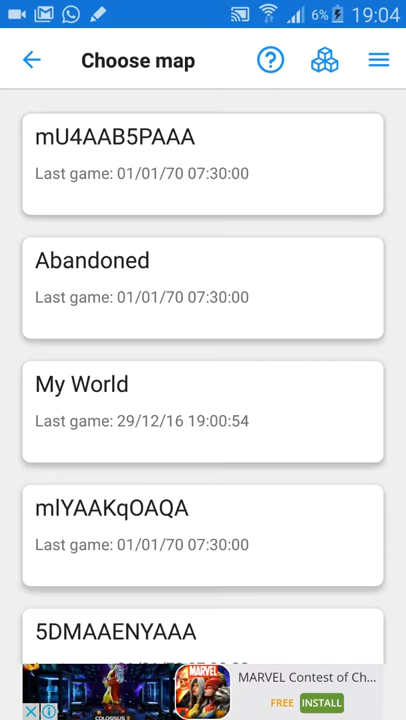 6% 19:04
Choose map
mU4AAB5PAAA
Last game: 01/01/70 07:30:00
Abandoned
Last game: 01/01/70 07:30:00
My World
Last game: 29/12/16 19:00:54
mlYAAKqOAQA
Last game: 01/01/70 07:30:00
5DMAAENYAAA
MARVEL Contest of Ch...
MARVEL
FREE INSTALL
COLOSSUS